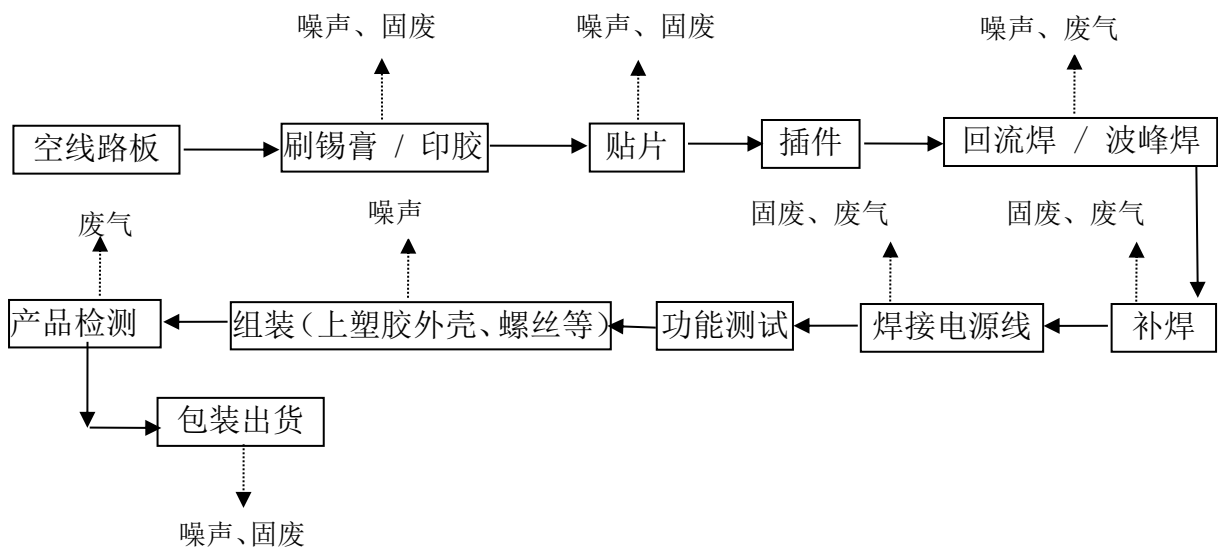 噪声、固废
噪声、固废
噪声、废气
空线路板
刷锡膏 / 印胶
贴片
插件
回流焊 / 波峰焊
废气
噪声
固废、废气
固废、废气
产品检测
组装(上塑胶外壳、螺丝等)
功能测试
焊接电源线
补焊
包装出货
噪声、固废